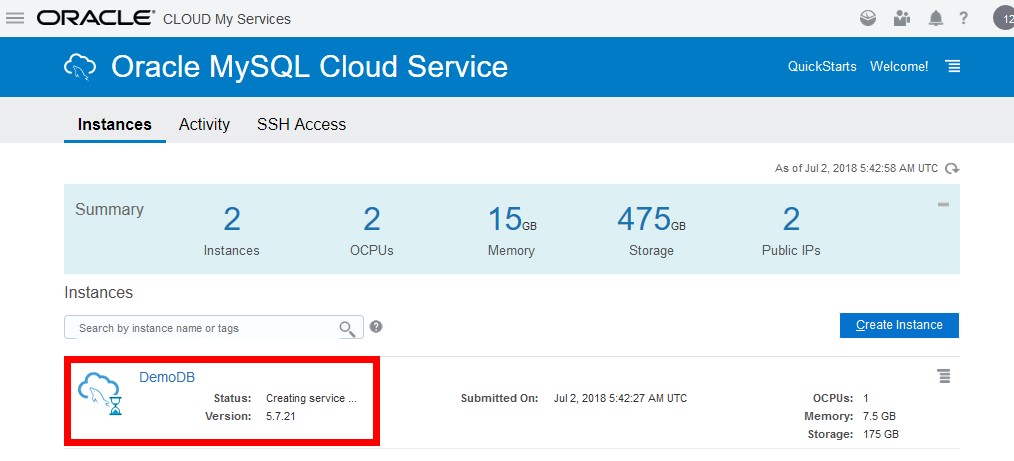 ORACLE® CLOUD My Services
? 12
Oracle MySQL Cloud Service
QuickStarts Welcome!
Instances Activity SSH Access
As of Jul 2, 2018 5:42:58 AM UTC
Summary
2 2 15GB 475GB 2
Instances OCPUs Memory Storage Public IPs
Instances
Search by instance name or tags ?
Create Instance
DemoDB
Status: Creating service ... Submitted On: Jul 2, 2018 5:42:27 AM UTC OCPUs: 1
Version: 5.7.21 Memory: 7.5 GB
Storage: 175 GB